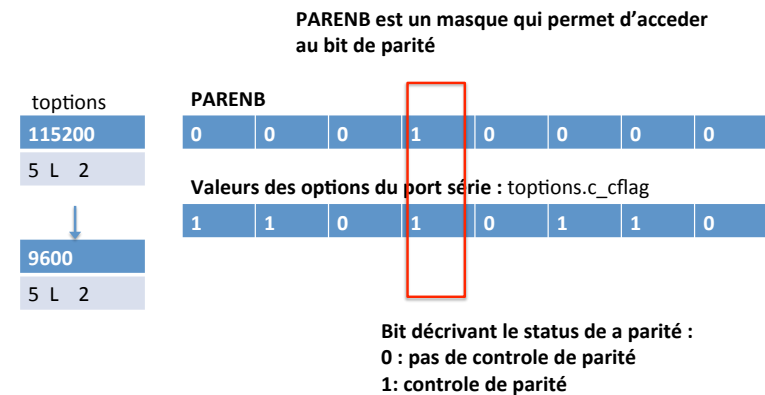 PARENB est un masque qui permet d’acceder
au bit de parité
toptions
PARENB
115200
0 0 0 1 0 0 0 0
5 L 2
Valeurs des options du port série : toptions.c_cflag
1 1 0 1 0 1 1 0
9600
5 L 2
Bit décrivant le status de a parité :
0 : pas de controle de parité
1: controle de parité